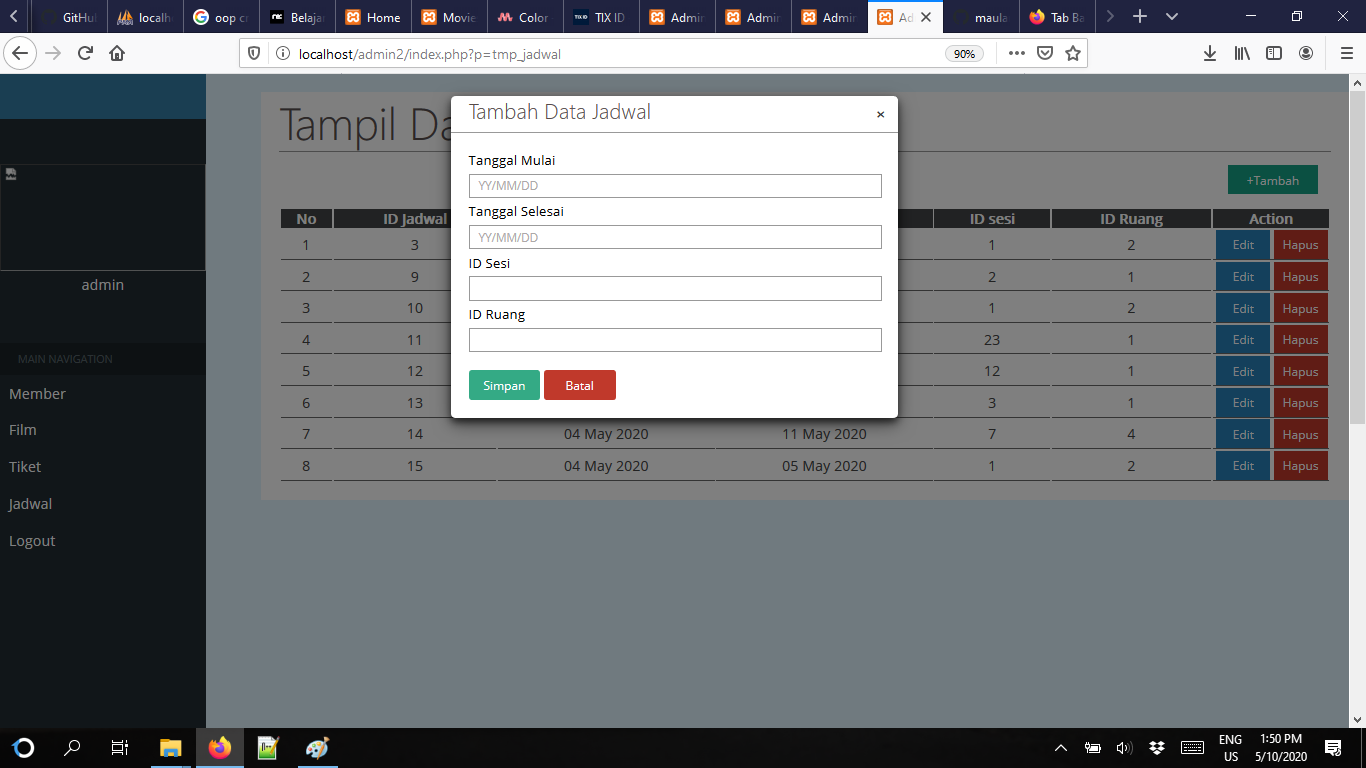 GitHu
localh
oop c
Belaja
Home
Movie
Color
TIX ID
TIX ID
Admin
Admin
Admin
Ad
maula
Tab Ba
localhost/admin2/index.php?p=tmp_jadwal
90%
Tampil Da
Tambah Data Jadwal
×
Tanggal Mulai
YY/MM/DD
Tanggal Selesai
YY/MM/DD
ID Sesi
ID Ruang
Simpan Batal
+Tambah
admin
MAIN NAVIGATION
Member
Film
Tiket
Jadwal
Logout
No ID Jadwal ID sesi ID Ruang Action
1 3 1 2 Edit Hapus
2 9 2 1 Edit Hapus
3 10 1 2 Edit Hapus
4 11 23 1 Edit Hapus
5 12 12 1 Edit Hapus
6 13 3 1 Edit Hapus
7 14 04 May 2020 11 May 2020 7 4 Edit Hapus
8 15 04 May 2020 05 May 2020 1 2 Edit Hapus
ENG
US
1:50 PM
5/10/2020